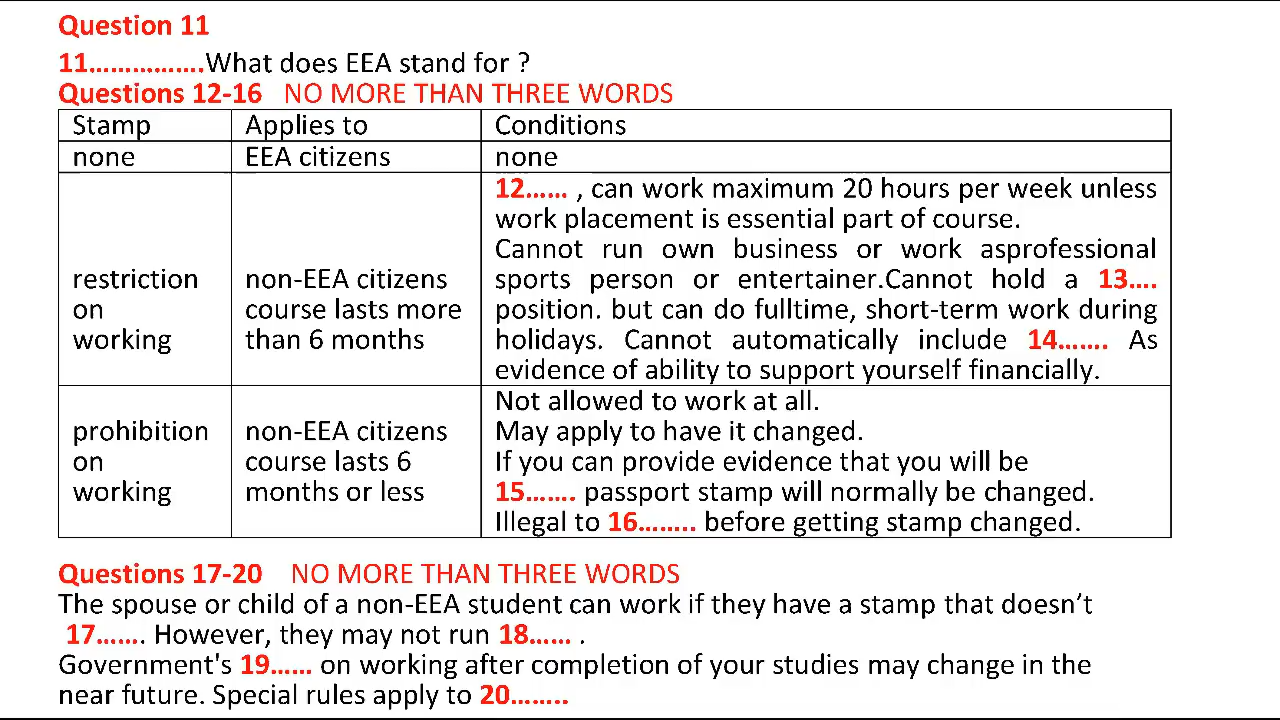 Question 11
11................What does EEA stand for ?
Questions 12-16 NO MORE THAN THREE WORDS
Stamp Applies to Conditions
none EEA citizens none
restriction
on
working
non-EEA citizens
course lasts more
than 6 months
12...... , can work maximum 20 hours per week unless
work placement is essential part of course.
Cannot run own business or work asprofessional
sports person or entertainer.Cannot hold a 13....
position. but can do fulltime, short-term work during
holidays. Cannot automatically include 14....... As
evidence of ability to support yourself financially.
prohibition
on
working
non-EEA citizens
course lasts 6
months or less
Not allowed to work at all.
May apply to have it changed.
If you can provide evidence that you will be
15....... passport stamp will normally be changed.
Illegal to 16........ before getting stamp changed.
Questions 17-20 NO MORE THAN THREE WORDS
The spouse or child of a non-EEA student can work if they have a stamp that doesn't
17....... However, they may not run 18...... .
Government's 19...... on working after completion of your studies may change in the
near future. Special rules apply to 20........